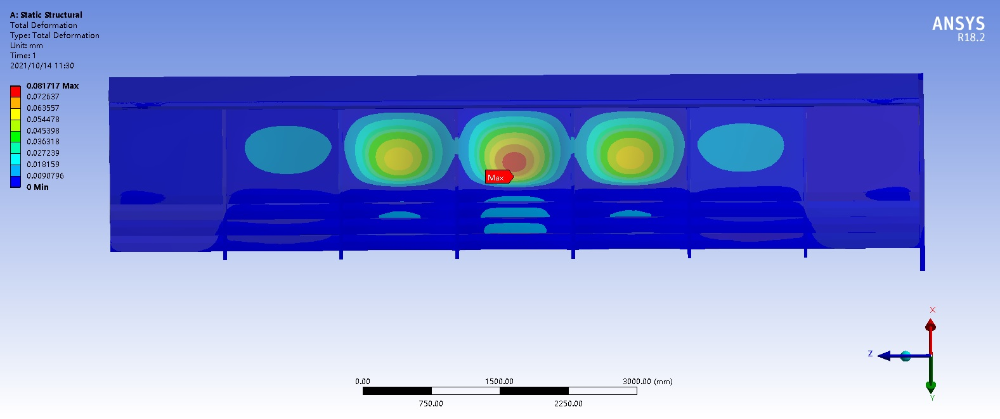 A: Static Structural
Total Deformation
Type: Total Deformation
Unit: mm
Time: 1
2021/10/14 11:30
0.081717 Max
0.072637
0.063557
0.054478
0.045398
0.036318
0.027239
0.018159
0.0090796
0 Min
ANSYS
R18.2
Max
X
Z
Y
0.00 1500.00 3000.00 (mm)
750.00 2250.00